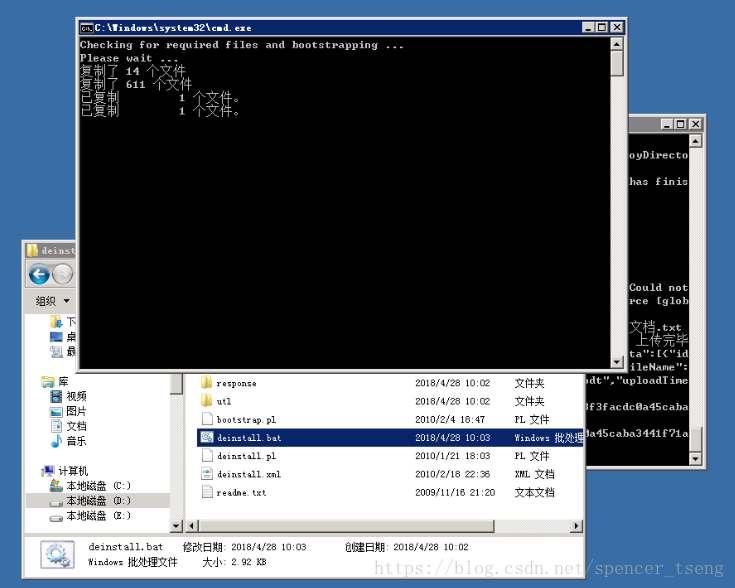 C:\Windows\system32\cmd.exe
Checking for required files and bootstrapping ...
Please wait ...
复制了 14 个文件
复制了 611 个文件
已复制         1 个文件。
已复制         1 个文件。
oyDirecto
has finis
Could not
rce [glob
文档.txt
上传完毕
ta":[{"id
ileName":
odt","uploadTime
3f3facdc0a45caba
0a45caba3441f71a
deinst
组织
库
视频
图片
文档
音乐
计算机
本地磁盘 (C:)
本地磁盘 (D:)
本地磁盘 (E:)
response 2018/4/28 10:02 文件夹
utl 2018/4/28 10:02 文件夹
bootstrap.pl 2010/2/4 18:47 PL 文件
deinstall.bat 2018/4/28 10:03 Windows 批处理
deinstall.pl 2010/1/21 18:03 PL 文件
deinstall.xml 2010/2/18 22:36 XML 文档
readme.txt 2009/11/16 21:20 文本文档
deinstall.bat 修改日期: 2018/4/28 10:03 创建日期: 2018/4/28 10:02
Windows 批处理文件 大小: 2.92 KB
https://blog.csdn.net/spencer_tseng